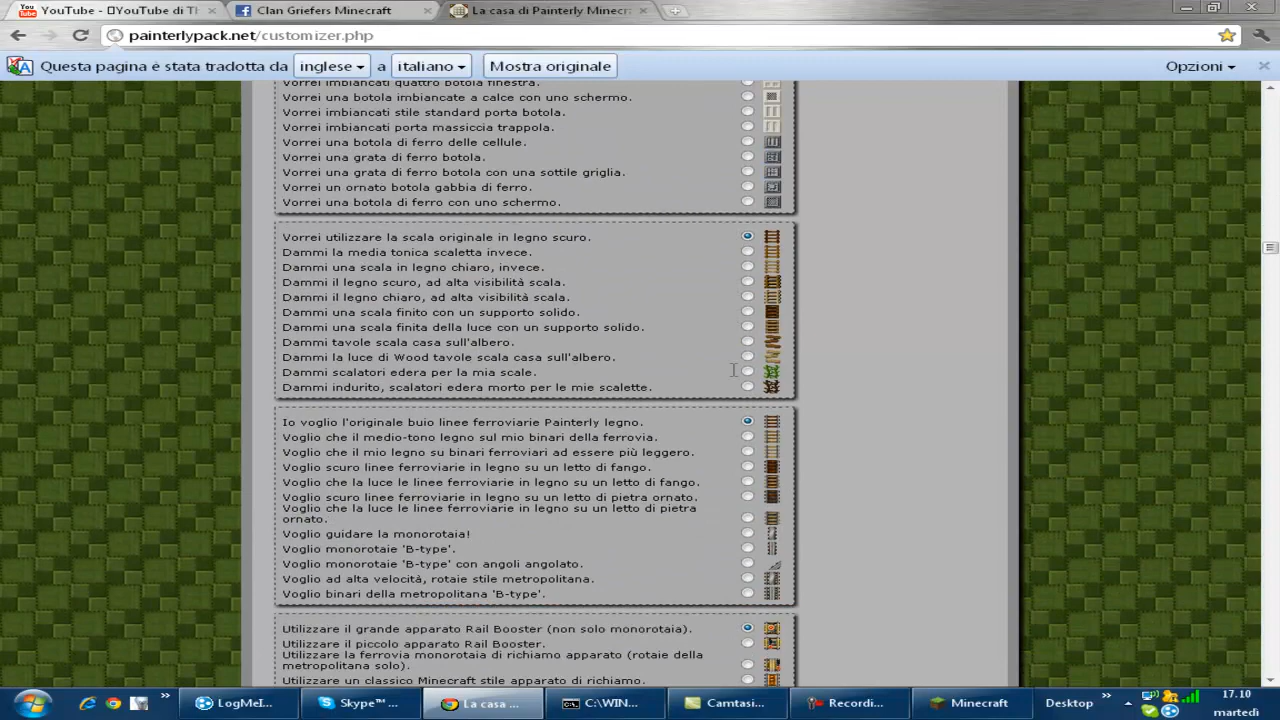 YouTube - YouTube di Th
Clan Griefers Minecraft
La casa di Painterly Minecr
painterlypack.net/customizer.php
Questa pagina è stata tradotta da inglese a italiano Mostra originale Opzioni
Vorrei imbiancati quattro botola finestra.
Vorrei una botola imbiancate a calce con uno schermo.
Vorrei imbiancati stile standard porta botola.
Vorrei imbiancati porta massiccia trappola.
Vorrei una botola di ferro delle cellule.
Vorrei una grata di ferro botola.
Vorrei una grata di ferro botola con una sottile griglia.
Vorrei un ornato botola gabbia di ferro.
Vorrei una botola di ferro con uno schermo.
Vorrei utilizzare la scala originale in legno scuro.
Dammi la media tonica scaletta invece.
Dammi una scala in legno chiaro, invece.
Dammi il legno scuro, ad alta visibilità scala.
Dammi il legno chiaro, ad alta visibilità scala.
Dammi una scala finito con un supporto solido.
Dammi una scala finita della luce con un supporto solido.
Dammi tavole scala casa sull'albero.
Dammi la luce di Wood tavole scala casa sull'albero.
Dammi scalatori edera per la mia scale.
Dammi indurito, scalatori edera morto per le mie scalette.
Io voglio l'originale buio linee ferroviarie Painterly legno.
Voglio che il medio-tono legno sul mio binari della ferrovia.
Voglio che il mio legno su binari ferroviari ad essere più leggero.
Voglio scuro linee ferroviarie in legno su un letto di fango.
Voglio che la luce le linee ferroviarie in legno su un letto di fango.
Voglio scuro linee ferroviarie in legno su un letto di pietra ornato.
Voglio che la luce le linee ferroviarie in legno su un letto di pietra
ornato.
Voglio guidare la monorotaia!
Voglio monorotaie 'B-type'.
Voglio monorotaie 'B-type' con angoli angolato.
Voglio ad alta velocità, rotaie stile metropolitana.
Voglio binari della metropolitana 'B-type'.
Utilizzare il grande apparato Rail Booster (non solo monorotaia).
Utilizzare il piccolo apparato Rail Booster.
Utilizzare la ferrovia monorotaia di richiamo apparato (rotaie della
metropolitana solo).
Utilizzare un classico Minecraft stile apparato di richiamo.
LogMeI... Skype™ ... La casa ... C:\WIN... Camtasi... Recordi... Minecraft Desktop 17.10
martedì